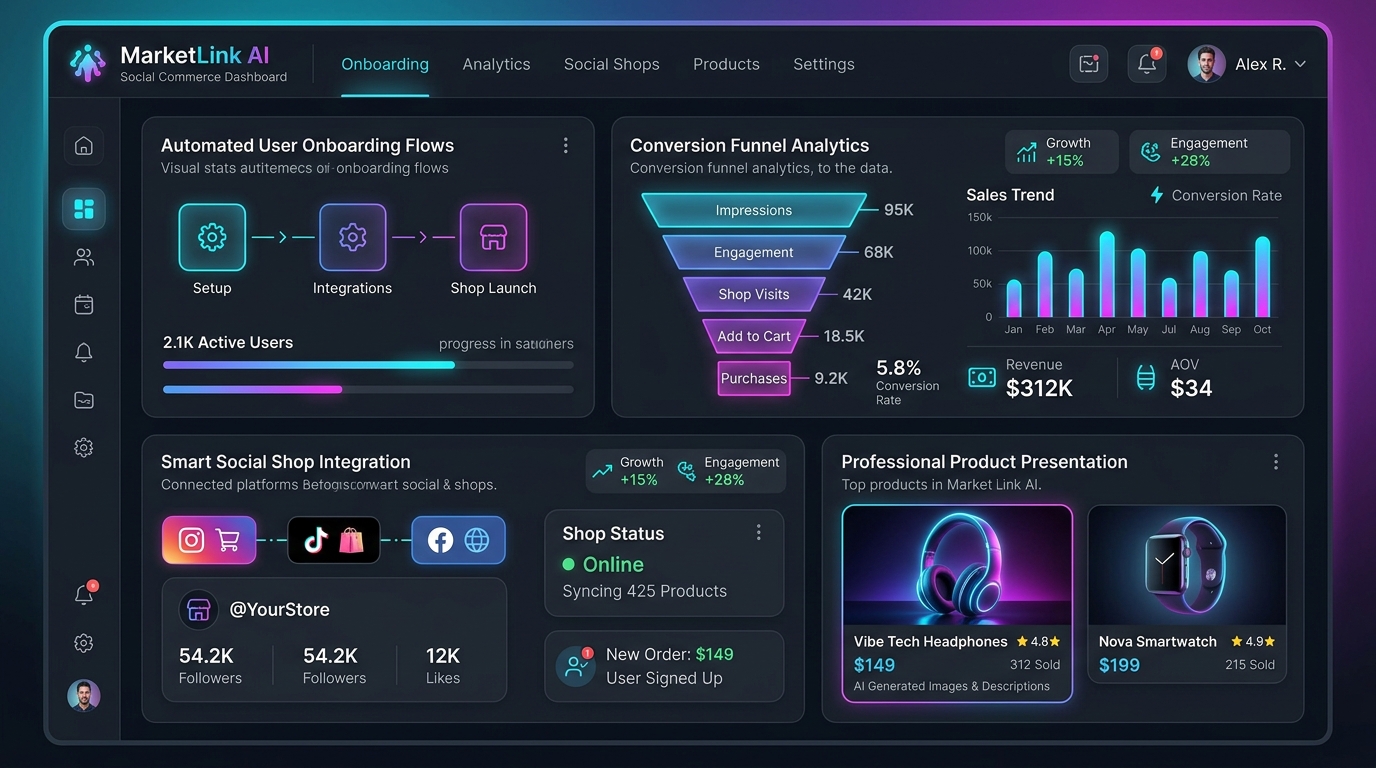 MarketLink AI
Social Commerce Dashboard
Onboarding
Analytics
Social Shops
Products
Settings
Alex R.
Automated User Onboarding Flows
Visual stats autitemecs oi-onboarding flows
Setup
Integrations
Shop Launch
2.1K Active Users
progress in
Conversion Funnel Analytics
Conversion funnel analytics, to the data.
Growth
+15%
Engagement
+28%
Impressions
95K
Engagement
68K
Shop Visits
42K
Add to Cart
18.5K
Purchases
9.2K
5.8%
Conversion
Rate
Sales Trend
Conversion Rate
150k
100k
50k
0
Jan Feb Mar Apr May Jul Aug Sep Oct
Revenue
$312K
AOV
$34
Smart Social Shop Integration
Connected platforms social & shops.
Growth
+15%
Engagement
+28%
@YourStore
54.2K
Followers
54.2K
Followers
12K
Likes
Shop Status
Online
Syncing 425 Products
1
New Order: $149
User Signed Up
Professional Product Presentation
Top products in Market Link AI.
Vibe Tech Headphones
4.8
$149
312 Sold
AI Generated Images & Descriptions
Nova Smartwatch
4.9
$199
215 Sold